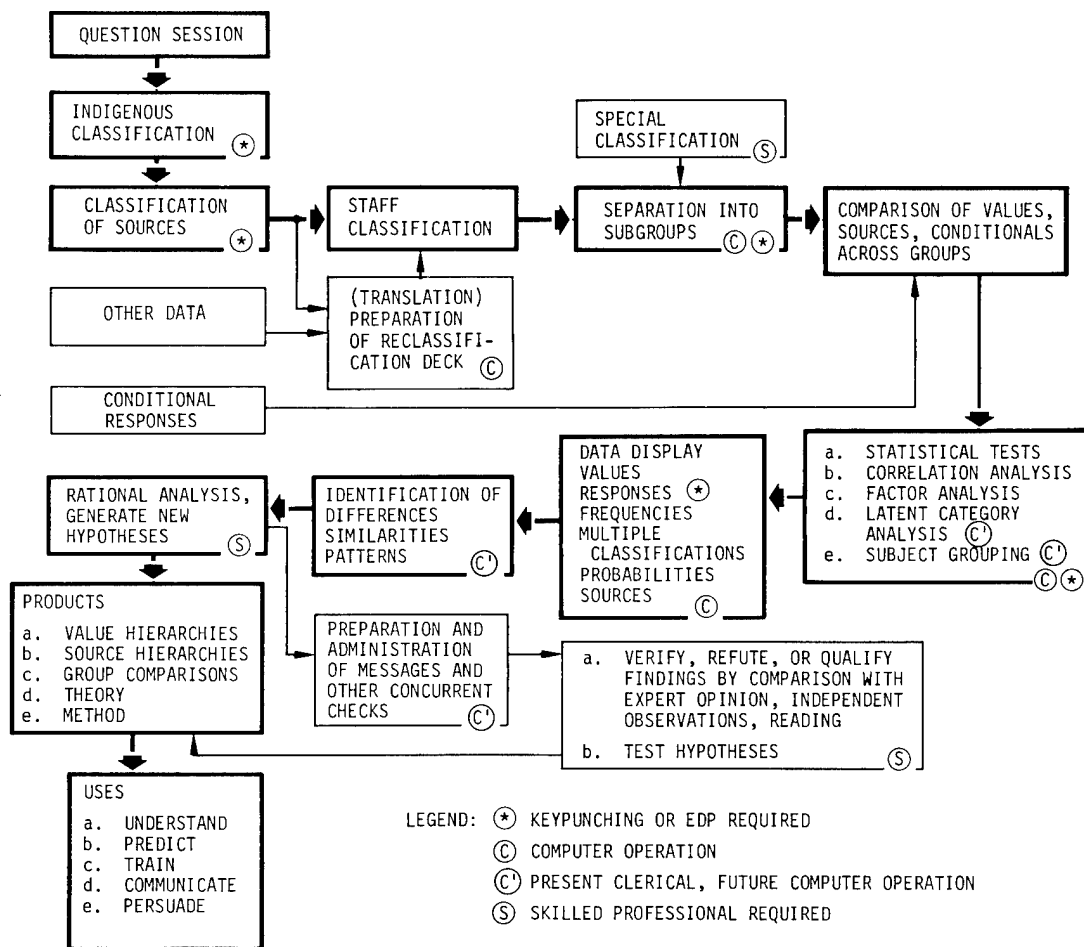 QUESTION SESSION
INDIGENOUS
CLASSIFICATION
(*)
CLASSIFICATION
OF SOURCES
(*)
STAFF
CLASSIFICATION
SPECIAL
CLASSIFICATION
(S)
SEPARATION INTO
SUBGROUPS
(C) (*)
COMPARISON OF VALUES,
SOURCES, CONDITIONALS
ACROSS GROUPS
OTHER DATA
(TRANSLATION)
PREPARATION
OF RECLASSIFI-
CATION DECK (C)
CONDITIONAL
RESPONSES
a. STATISTICAL TESTS
b. CORRELATION ANALYSIS
c. FACTOR ANALYSIS
d. LATENT CATEGORY
ANALYSIS (C')
e. SUBJECT GROUPING (C')
(C) (*)
DATA DISPLAY
VALUES
RESPONSES (*)
FREQUENCIES
MULTIPLE
CLASSIFICATIONS
PROBABILITIES
SOURCES
(C)
IDENTIFICATION OF
DIFFERENCES
SIMILARITIES
PATTERNS (C')
RATIONAL ANALYSIS,
GENERATE NEW
HYPOTHESES (S)
PRODUCTS
a. VALUE HIERARCHIES
b. SOURCE HIERARCHIES
c. GROUP COMPARISONS
d. THEORY
e. METHOD
PREPARATION AND
ADMINISTRATION
OF MESSAGES AND
OTHER CONCURRENT
CHECKS (C')
a. VERIFY, REFUTE, OR QUALIFY
FINDINGS BY COMPARISON WITH
EXPERT OPINION, INDEPENDENT
OBSERVATIONS, READING
b. TEST HYPOTHESES (S)
USES
a. UNDERSTAND
b. PREDICT
c. TRAIN
d. COMMUNICATE
e. PERSUADE
LEGEND: (*) KEYPUNCHING OR EDP REQUIRED
(C) COMPUTER OPERATION
(C') PRESENT CLERICAL, FUTURE COMPUTER OPERATION
(S) SKILLED PROFESSIONAL REQUIRED